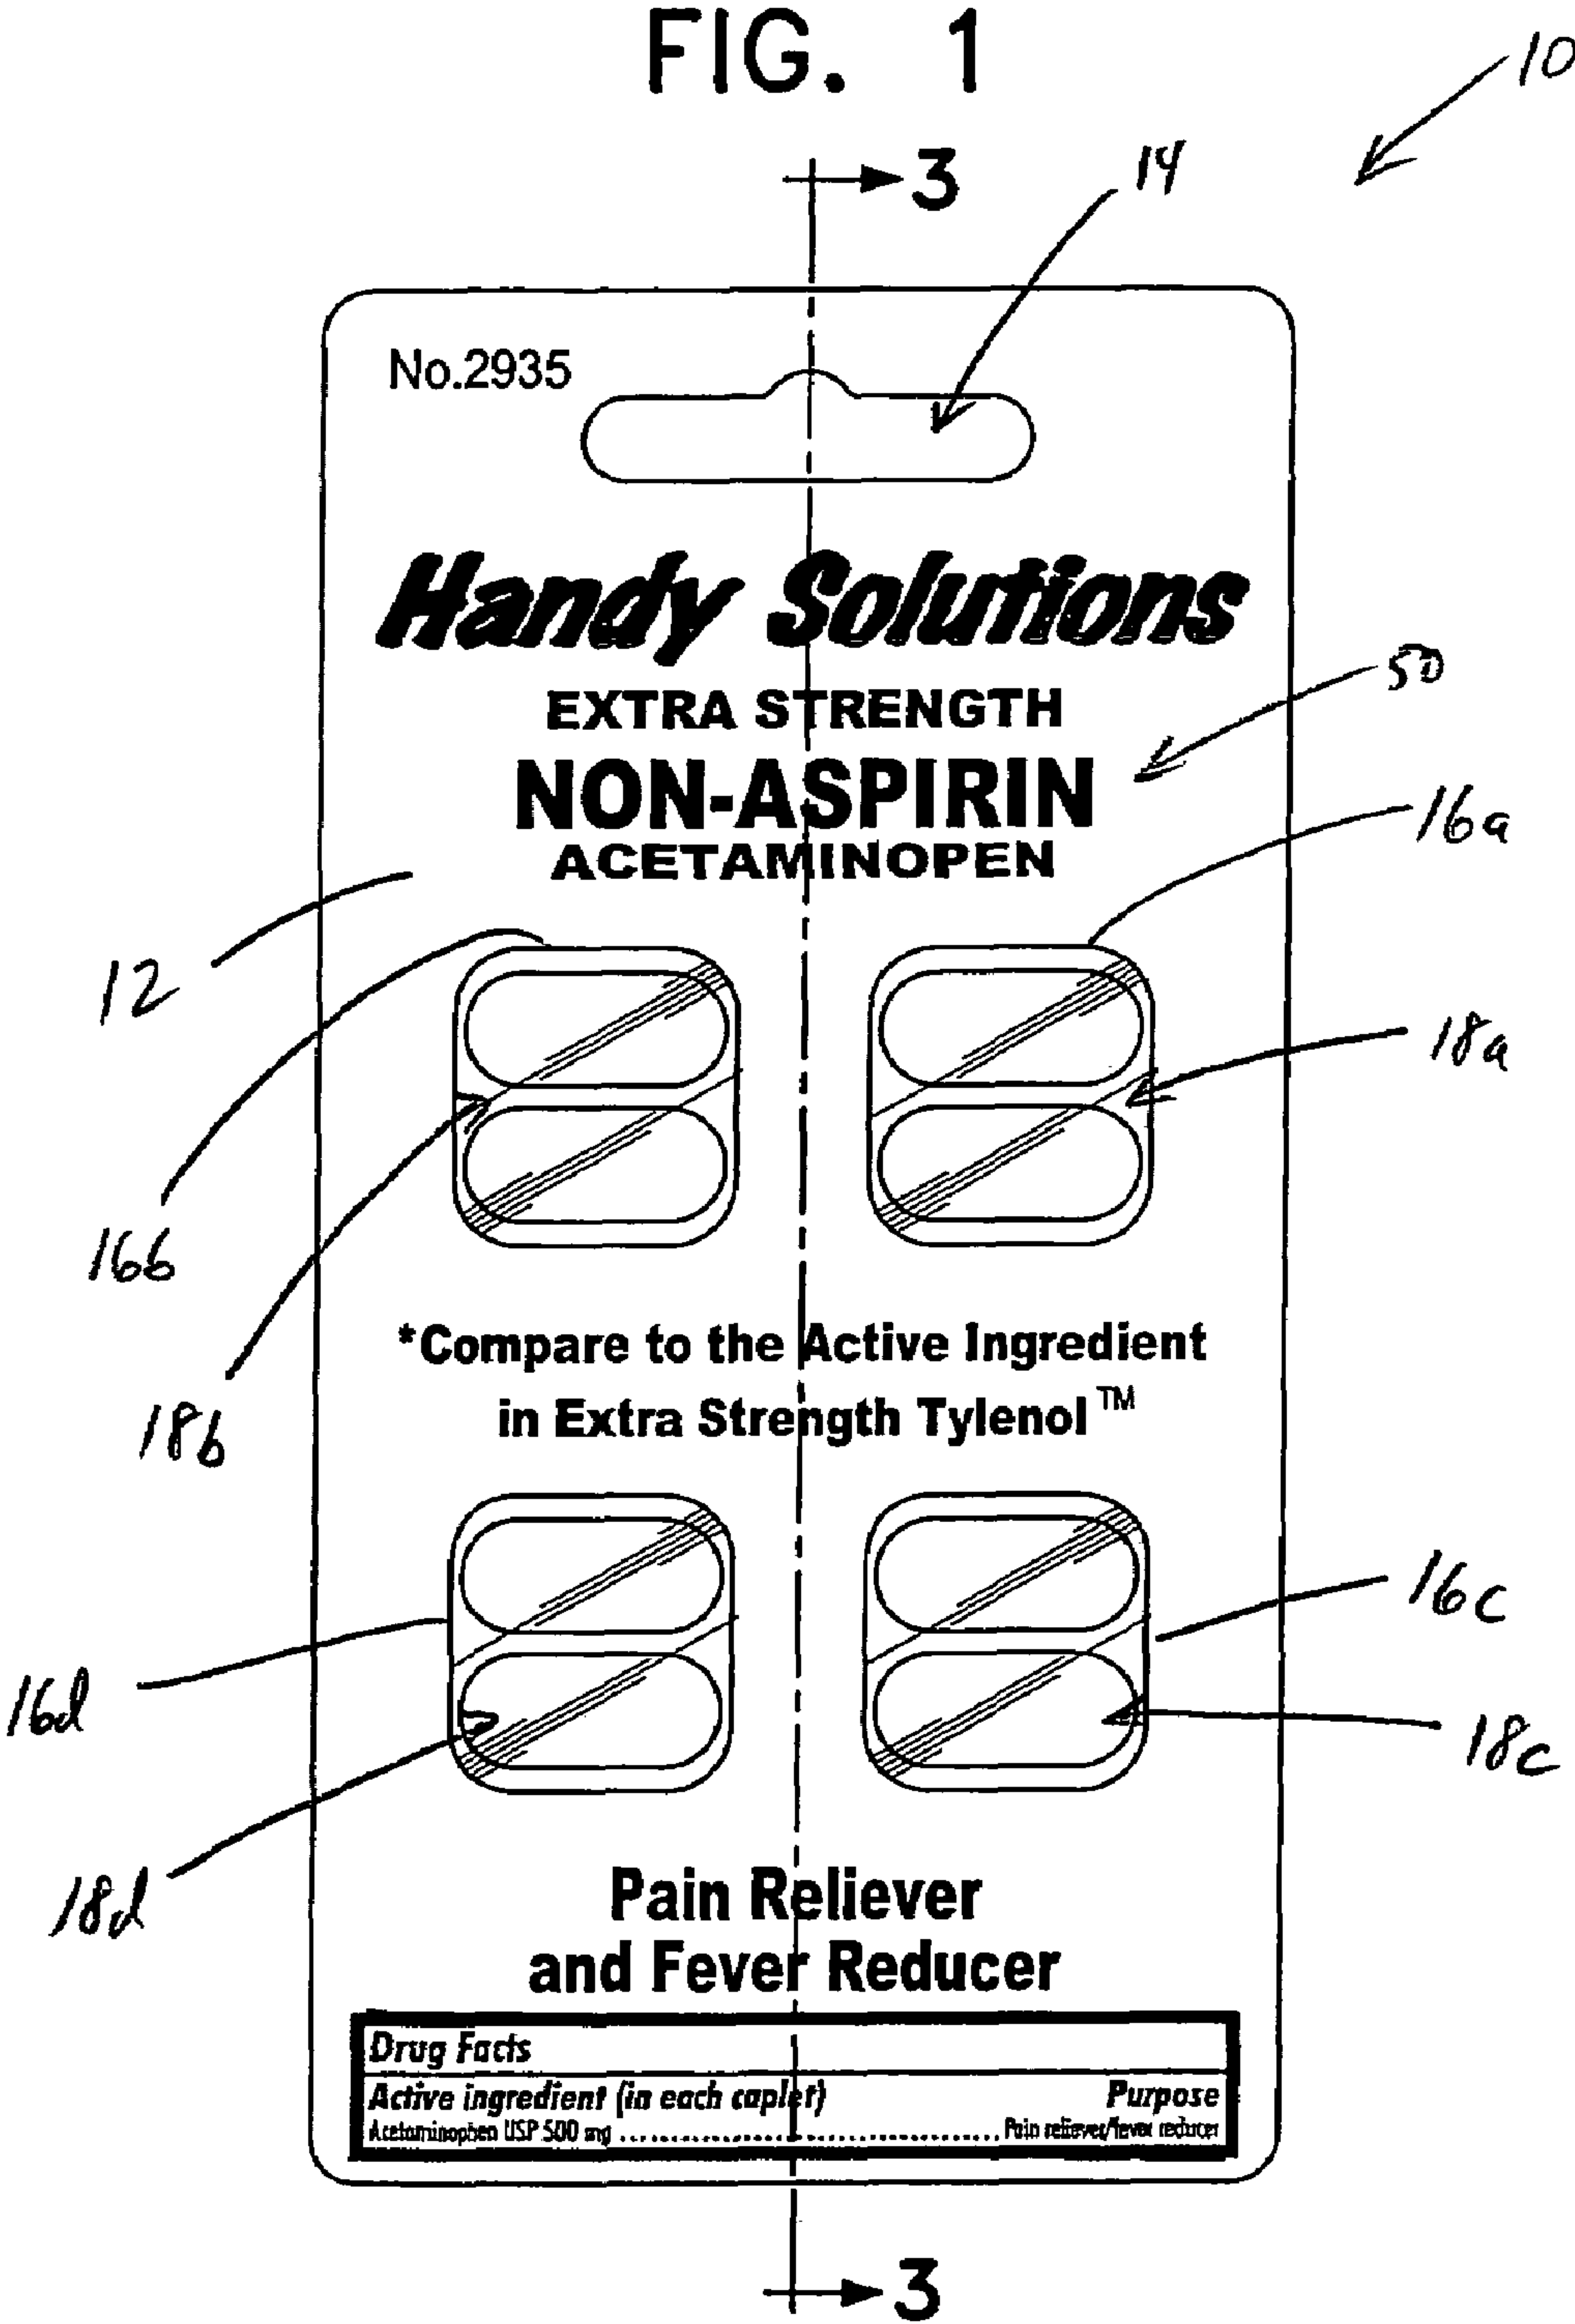 FIG. 1
10
3
14
No.2935
Handy Solutions
50
EXTRA STRENGTH
NON-ASPIRIN
16a
ACETAMINOPEN
12
18a
16b
*Compare to the Active Ingredient
in Extra Strength Tylenol™
18b
16c
16d
18c
18d
Pain Reliever
and Fever Reducer
Drug Facts
Active ingredient (in each caplet) Purpose
Acetaminophen USP 500 mg ................................... Pain reliever/fever reducer
3